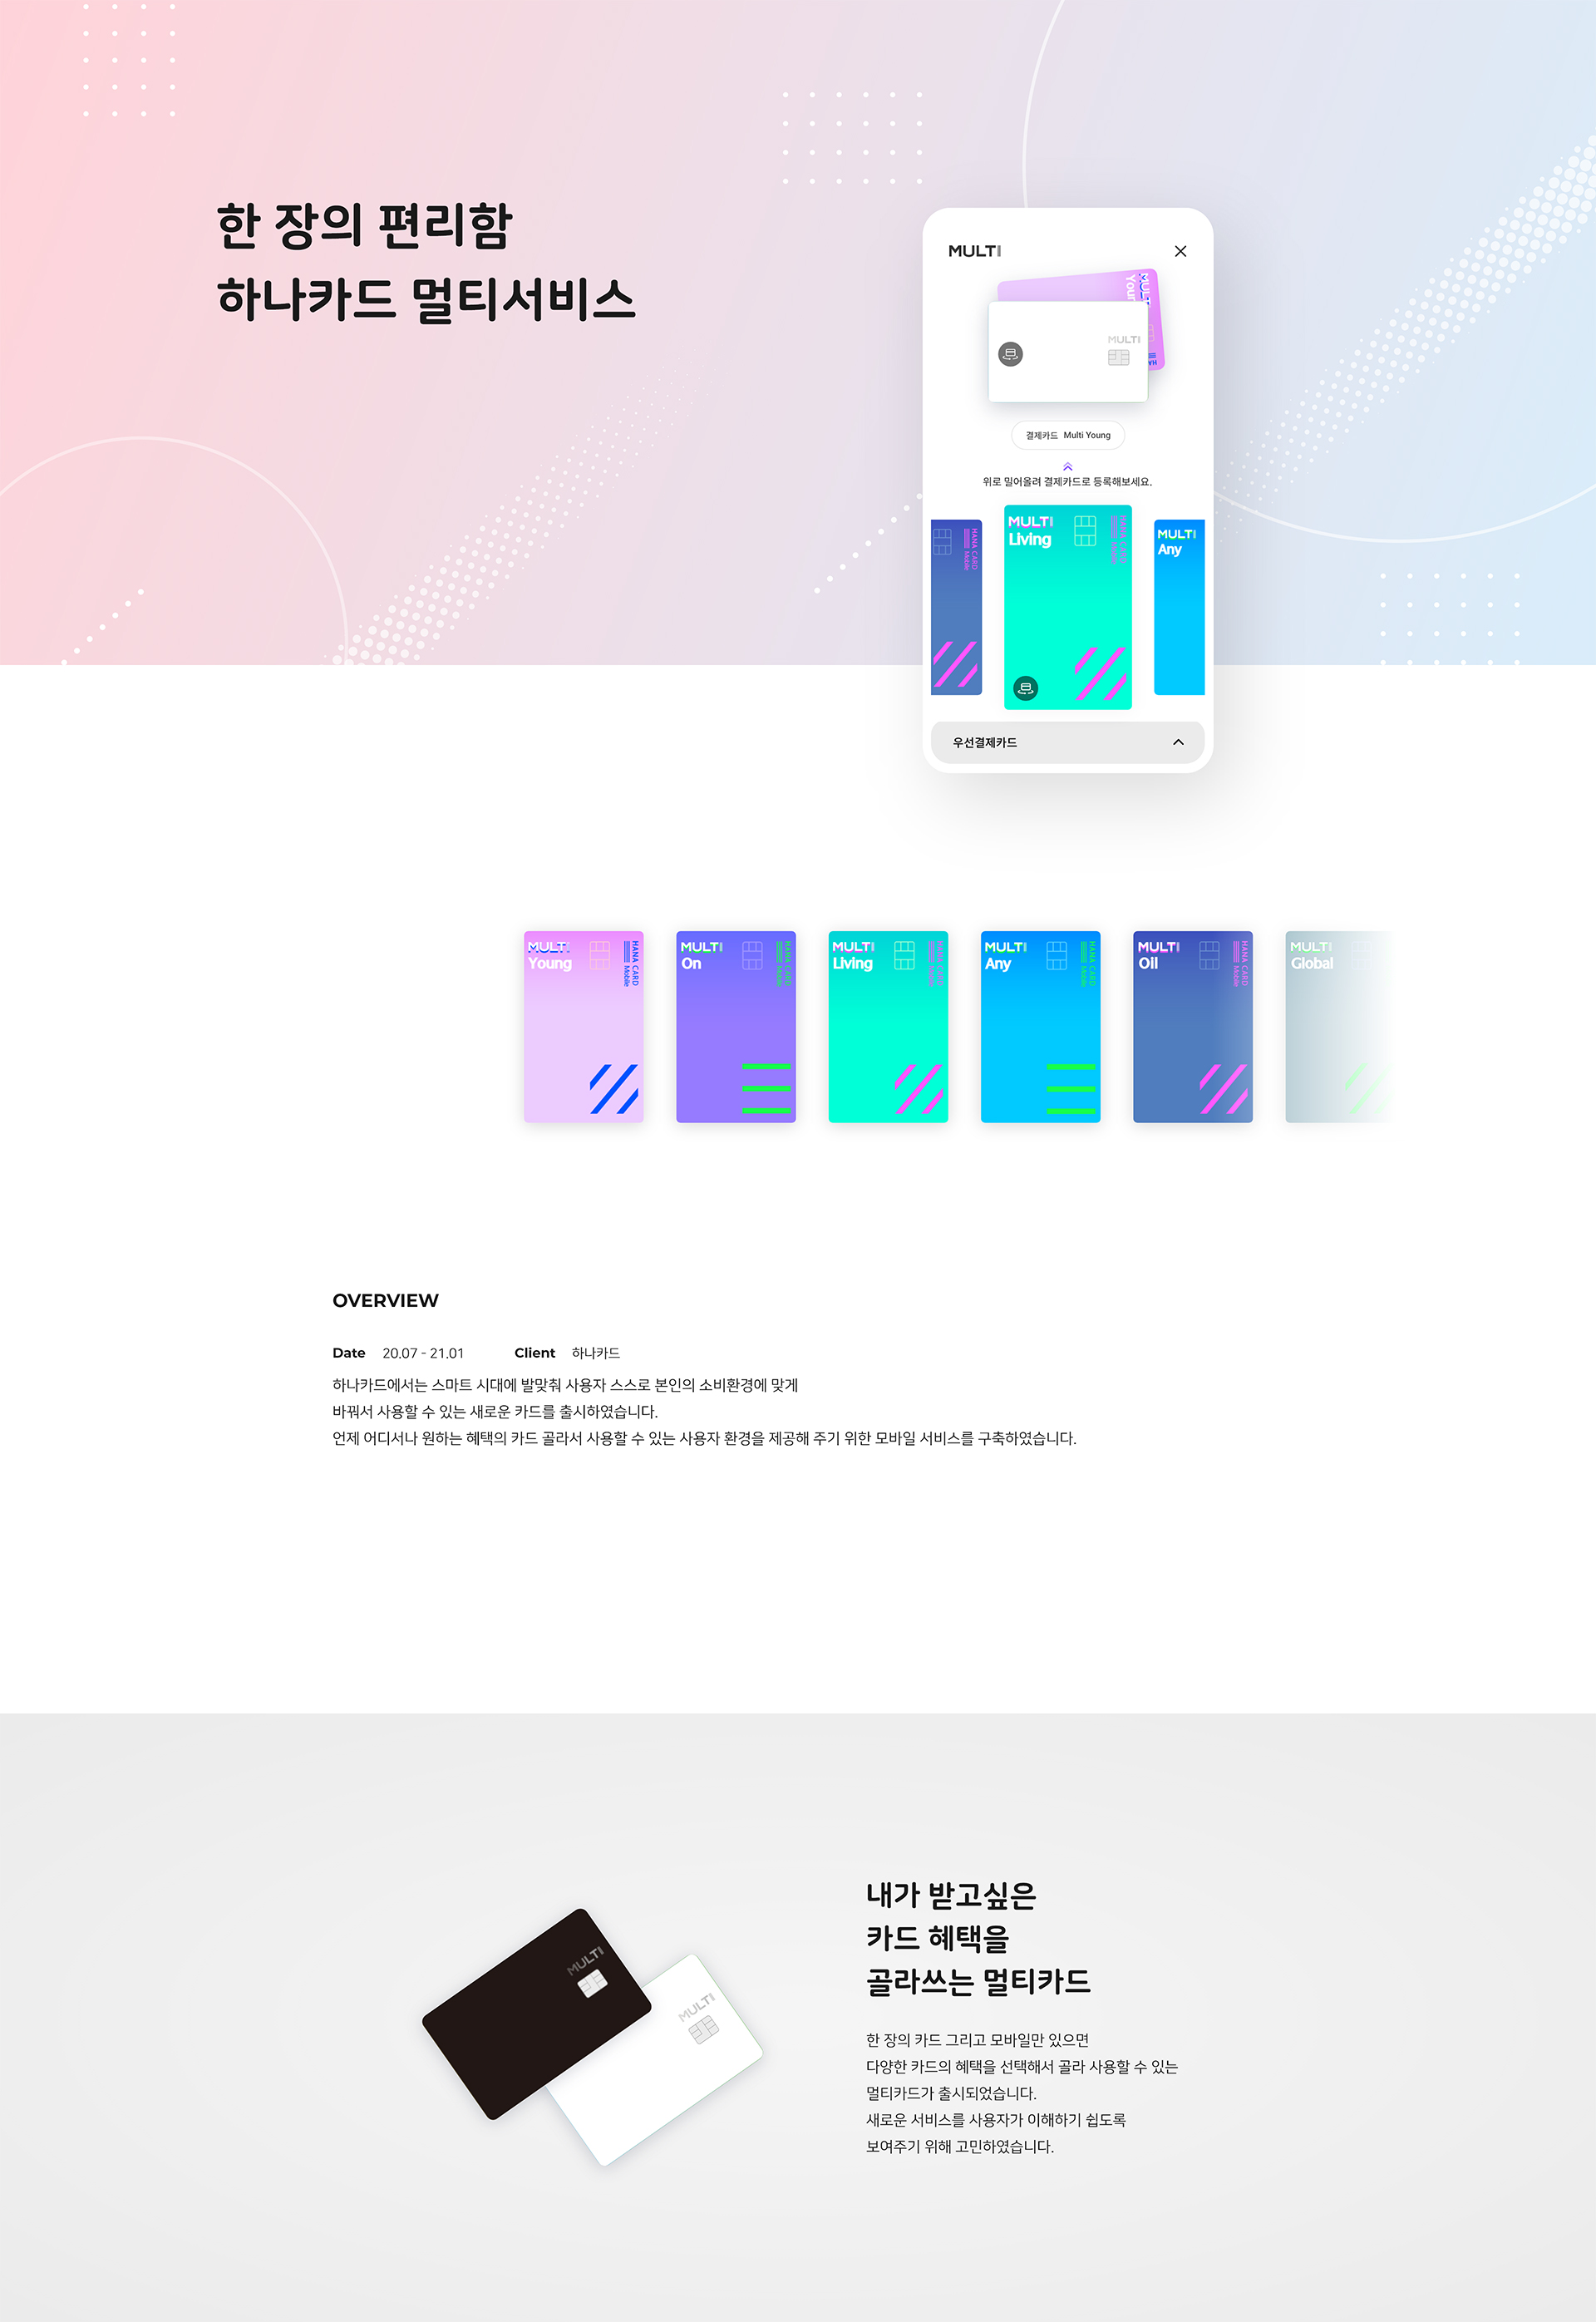 한 장의 편리함
하나카드 멀티서비스
MULTI
MULTI
Your
HA
MULTI
결제카드 Multi Young
위로 밀어올려 결제카드로 등록해보세요.
HANA CARD
Mobile
MULTI
Living
HANA CARD
Mobile
MULTI
Any
우선결제카드
MULTI
Young
HANA CARD
Mobile
MULTI
On
HANA CARD
Mobile
MULTI
Living
HANA CARD
Mobile
MULTI
Any
HANA CARD
Mobile
MULTI
Oil
HANA CARD
Mobile
MULTI
Global
OVERVIEW
Date 20.07 - 21.01 Client 하나카드
하나카드에서는 스마트 시대에 발맞춰 사용자 스스로 본인의 소비환경에 맞게
바꿔서 사용할 수 있는 새로운 카드를 출시하였습니다.
언제 어디서나 원하는 혜택의 카드 골라서 사용할 수 있는 사용자 환경을 제공해 주기 위한 모바일 서비스를 구축하였습니다.
MULTI
MULTI
내가 받고싶은
카드 혜택을
골라쓰는 멀티카드
한 장의 카드 그리고 모바일만 있으면
다양한 카드의 혜택을 선택해서 골라 사용할 수 있는
멀티카드가 출시되었습니다.
새로운 서비스를 사용자가 이해하기 쉽도록
보여주기 위해 고민하였습니다.